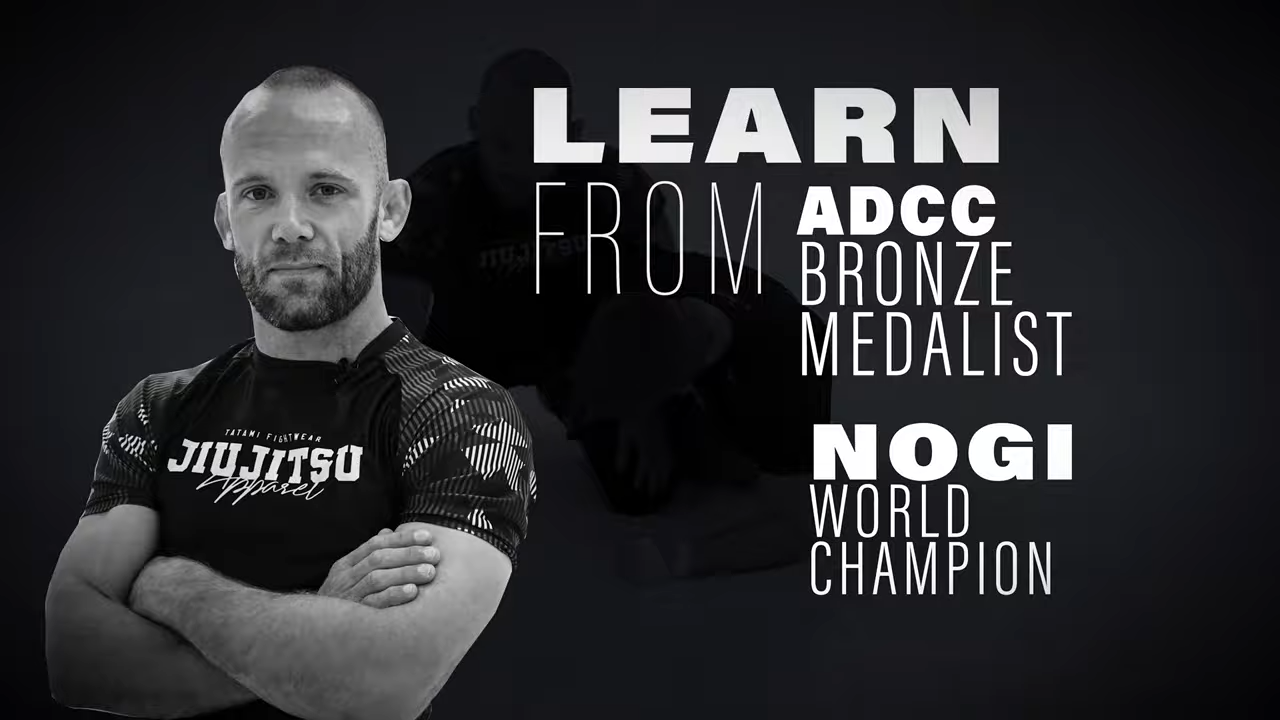 LEARN
FROM
ADCC
BRONZE
MEDALIST
NOGI
WORLD
CHAMPION
TATAMI FIGHTWEAR
JIUJITSU
Apparel